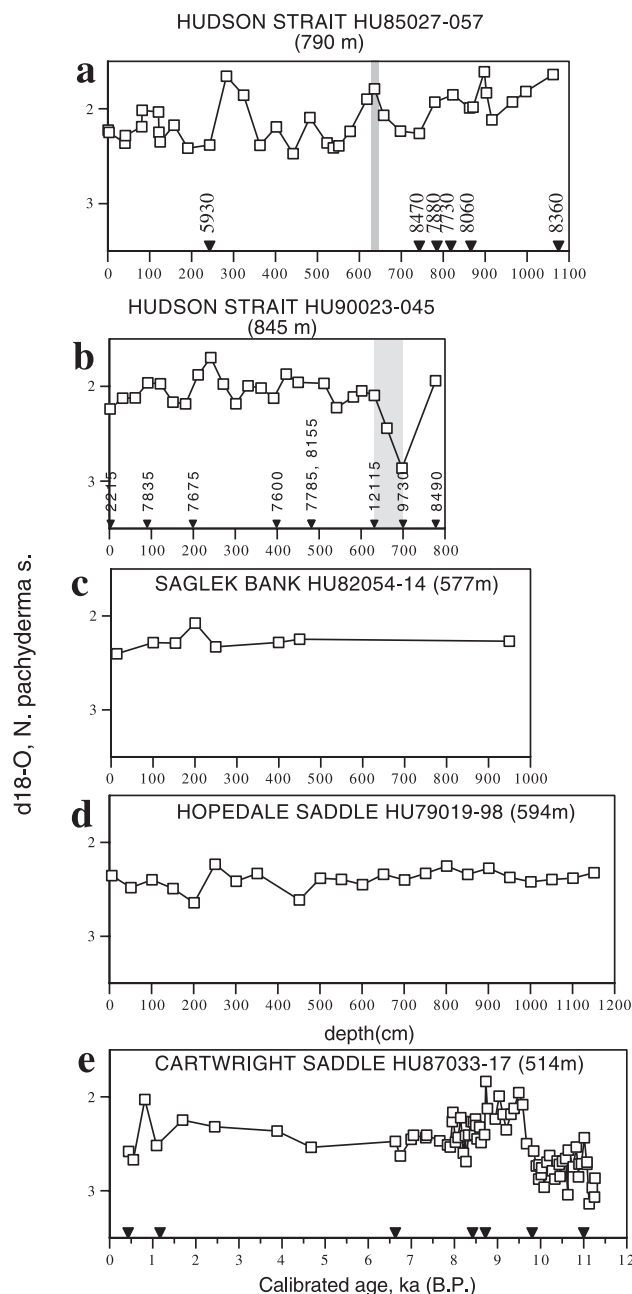 HUDSON STRAIT HU85027-057
(790 m)
a
2
3
5930
8470
7880
7730
8060
8360
0 100 200 300 400 500 600 700 800 900 1000 1100
HUDSON STRAIT HU90023-045
(845 m)
b
2
3
2215
7835
7675
7600
7785, 8155
12115
9730
8490
0 100 200 300 400 500 600 700 800
c
SAGLEK BANK HU82054-14 (577m)
2
3
0 100 200 300 400 500 600 700 800 900 1000
d18-O, N. pachyderma s.
d
HOPEDALE SADDLE HU79019-98 (594m)
2
3
0 100 200 300 400 500 600 700 800 900 1000 1100 1200
depth(cm)
e
CARTWRIGHT SADDLE HU87033-17 (514m)
2
3
0 1 2 3 4 5 6 7 8 9 10 11 12
Calibrated age, ka (B.P.)